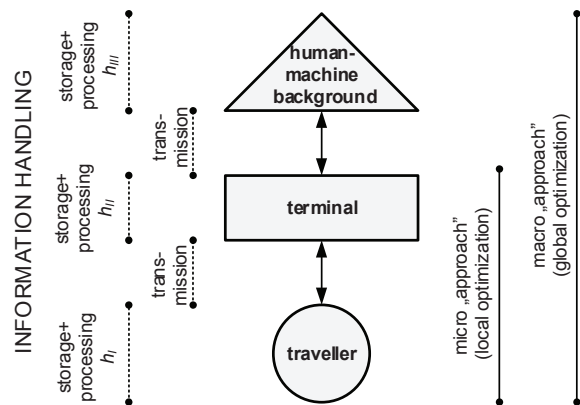 INFORMATION HANDLING
storage+
processing
hIII
trans-
mission
storage+
processing
hII
trans-
mission
storage+
processing
hI
human-
machine
background
terminal
traveller
micro „approach”
(local optimization)
macro „approach”
(global optimization)